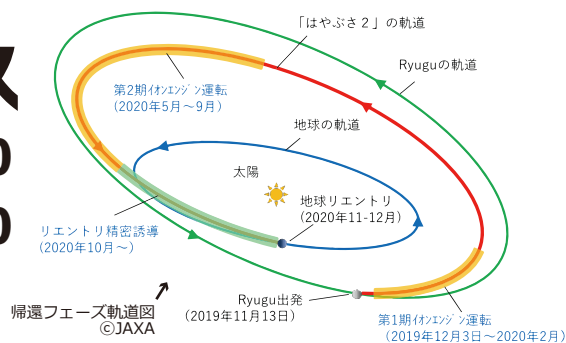 「はやぶさ２」の軌道
Ryuguの軌道
第2期ｲｵﾝｴﾝｼﾞﾝ運転
(2020年5月～9月)
地球の軌道
太陽
地球リエントリ
(2020年11-12月)
リエントリ精密誘導
(2020年10月～)
Ryugu出発
(2019年11月13日)
帰還フェーズ軌道図
©JAXA
第1期ｲｵﾝｴﾝｼﾞﾝ運転
(2019年12月3日～2020年2月)